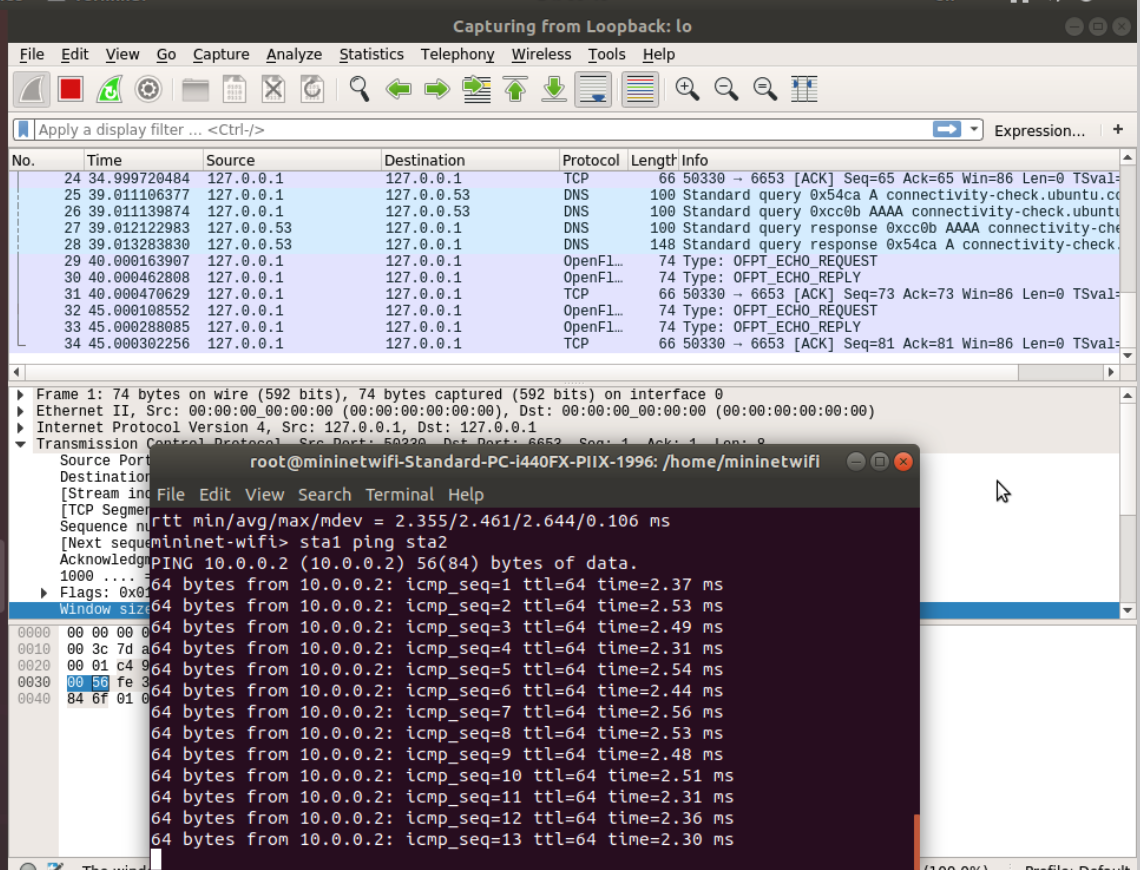 Capturing from Loopback: lo
File Edit View Go Capture Analyze Statistics Telephony Wireless Tools Help
Apply a display filter ... <Ctrl-/>
Expression... +
No. Time Source Destination Protocol Length Info
24 34.999720484 127.0.0.1 127.0.0.1 TCP 66 50330 → 6653 [ACK] Seq=65 Ack=65 Win=86 Len=0 TSval=
25 39.011106377 127.0.0.1 127.0.0.53 DNS 100 Standard query 0x54ca A connectivity-check.ubuntu.co
26 39.011139874 127.0.0.1 127.0.0.53 DNS 100 Standard query 0xcc0b AAAA connectivity-check.ubuntu
27 39.012122983 127.0.0.53 127.0.0.1 DNS 100 Standard query response 0xcc0b AAAA connectivity-che
28 39.013283830 127.0.0.53 127.0.0.1 DNS 148 Standard query response 0x54ca A connectivity-check.
29 40.000163907 127.0.0.1 127.0.0.1 OpenFl… 74 Type: OFPT_ECHO_REQUEST
30 40.000462808 127.0.0.1 127.0.0.1 OpenFl… 74 Type: OFPT_ECHO_REPLY
31 40.000470629 127.0.0.1 127.0.0.1 TCP 66 50330 → 6653 [ACK] Seq=73 Ack=73 Win=86 Len=0 TSval=
32 45.000108552 127.0.0.1 127.0.0.1 OpenFl… 74 Type: OFPT_ECHO_REQUEST
33 45.000288085 127.0.0.1 127.0.0.1 OpenFl… 74 Type: OFPT_ECHO_REPLY
34 45.000302256 127.0.0.1 127.0.0.1 TCP 66 50330 → 6653 [ACK] Seq=81 Ack=81 Win=86 Len=0 TSval=
Frame 1: 74 bytes on wire (592 bits), 74 bytes captured (592 bits) on interface 0
Ethernet II, Src: 00:00:00_00:00:00 (00:00:00:00:00:00), Dst: 00:00:00_00:00:00 (00:00:00:00:00:00)
Internet Protocol Version 4, Src: 127.0.0.1, Dst: 127.0.0.1
Transmission Control Protocol, Src Port: 50330, Dst Port: 6653, Seq: 1, Ack: 1, Len: 8
Source Port
Destination
[Stream ind
[TCP Segmen
Sequence nu
[Next seque
Acknowledgm
1000 .... =
Flags: 0x01
Window size
0000 00 00 00 0
0010 00 3c 7d a
0020 00 01 c4 9
0030 00 56 fe 3
0040 84 6f 01 0
root@mininetwifi-Standard-PC-i440FX-PIIX-1996: /home/mininetwifi
File Edit View Search Terminal Help
rtt min/avg/max/mdev = 2.355/2.461/2.644/0.106 ms
mininet-wifi> sta1 ping sta2
PING 10.0.0.2 (10.0.0.2) 56(84) bytes of data.
64 bytes from 10.0.0.2: icmp_seq=1 ttl=64 time=2.37 ms
64 bytes from 10.0.0.2: icmp_seq=2 ttl=64 time=2.53 ms
64 bytes from 10.0.0.2: icmp_seq=3 ttl=64 time=2.49 ms
64 bytes from 10.0.0.2: icmp_seq=4 ttl=64 time=2.31 ms
64 bytes from 10.0.0.2: icmp_seq=5 ttl=64 time=2.54 ms
64 bytes from 10.0.0.2: icmp_seq=6 ttl=64 time=2.44 ms
64 bytes from 10.0.0.2: icmp_seq=7 ttl=64 time=2.56 ms
64 bytes from 10.0.0.2: icmp_seq=8 ttl=64 time=2.53 ms
64 bytes from 10.0.0.2: icmp_seq=9 ttl=64 time=2.48 ms
64 bytes from 10.0.0.2: icmp_seq=10 ttl=64 time=2.51 ms
64 bytes from 10.0.0.2: icmp_seq=11 ttl=64 time=2.31 ms
64 bytes from 10.0.0.2: icmp_seq=12 ttl=64 time=2.36 ms
64 bytes from 10.0.0.2: icmp_seq=13 ttl=64 time=2.30 ms
The wind
(100.0%) Profile: Default